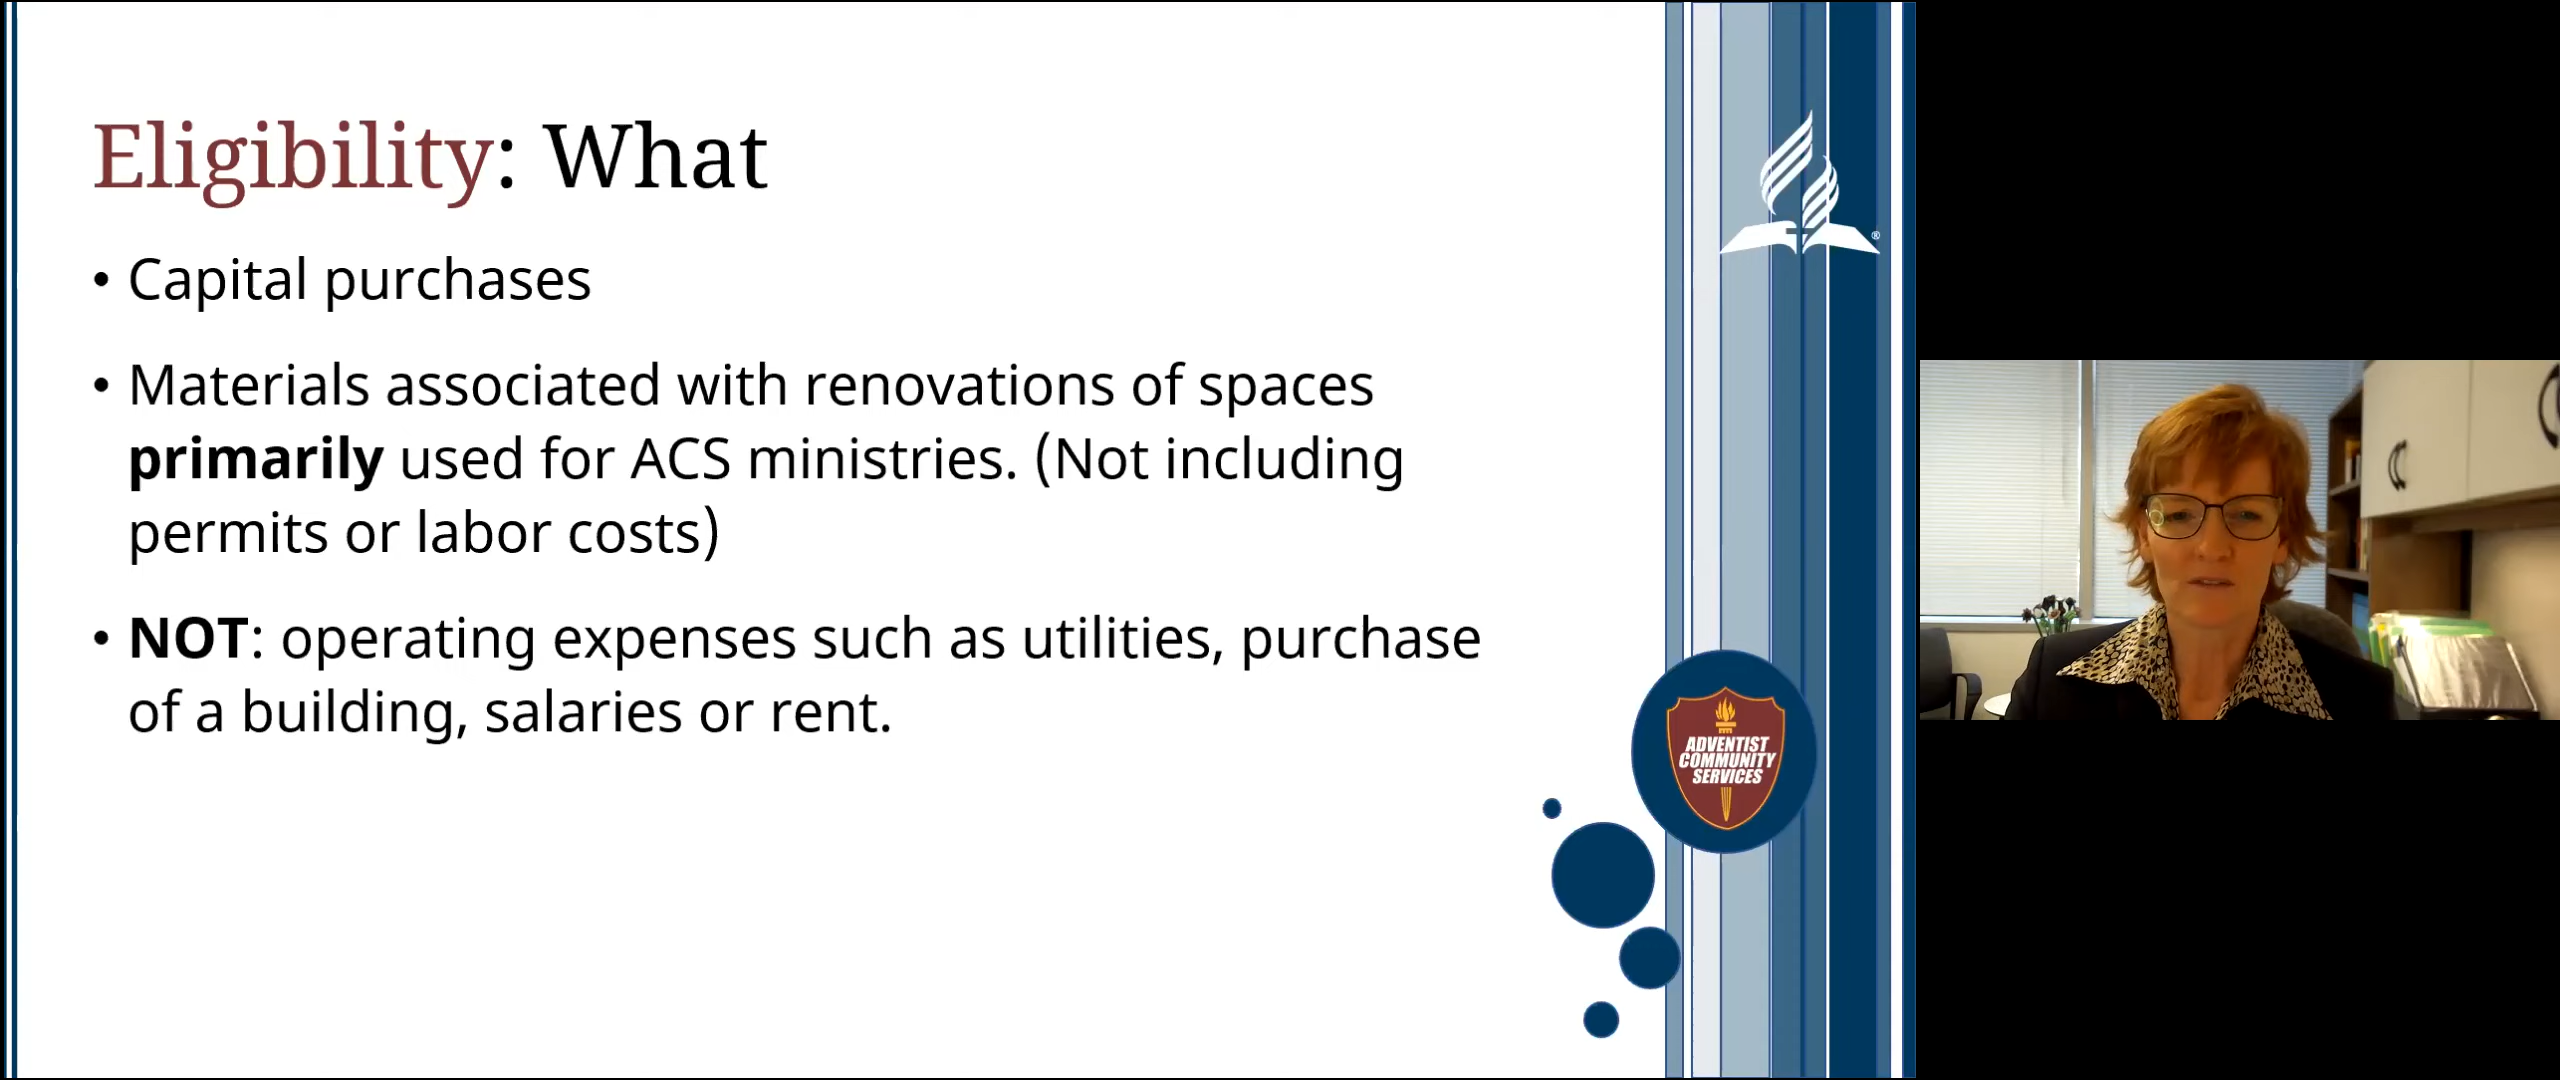 Eligibility: What
• Capital purchases
• Materials associated with renovations of spaces
primarily used for ACS ministries. (Not including
permits or labor costs)
• NOT: operating expenses such as utilities, purchase
of a building, salaries or rent.
®
ADVENTIST
COMMUNITY
SERVICES